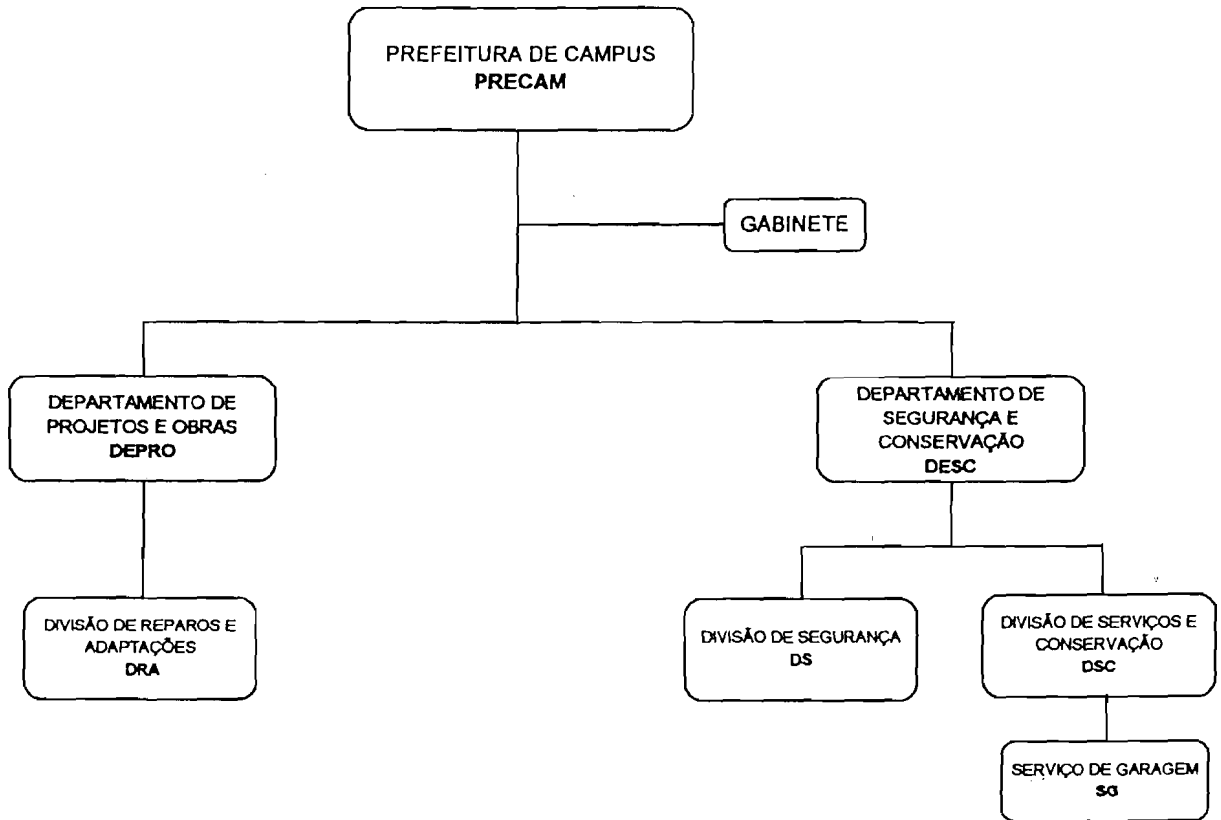 PREFEITURA DE CAMPUS
PRECAM
GABINETE
DEPARTAMENTO DE
PROJETOS E OBRAS
DEPRO
DEPARTAMENTO DE
SEGURANÇA E
CONSERVAÇÃO
DESC
DIVISÃO DE REPAROS E
ADAPTAÇÕES
DRA
DIVISÃO DE SEGURANÇA
DS
DIVISÃO DE SERVIÇOS E
CONSERVAÇÃO
DSC
SERVIÇO DE GARAGEM
SG